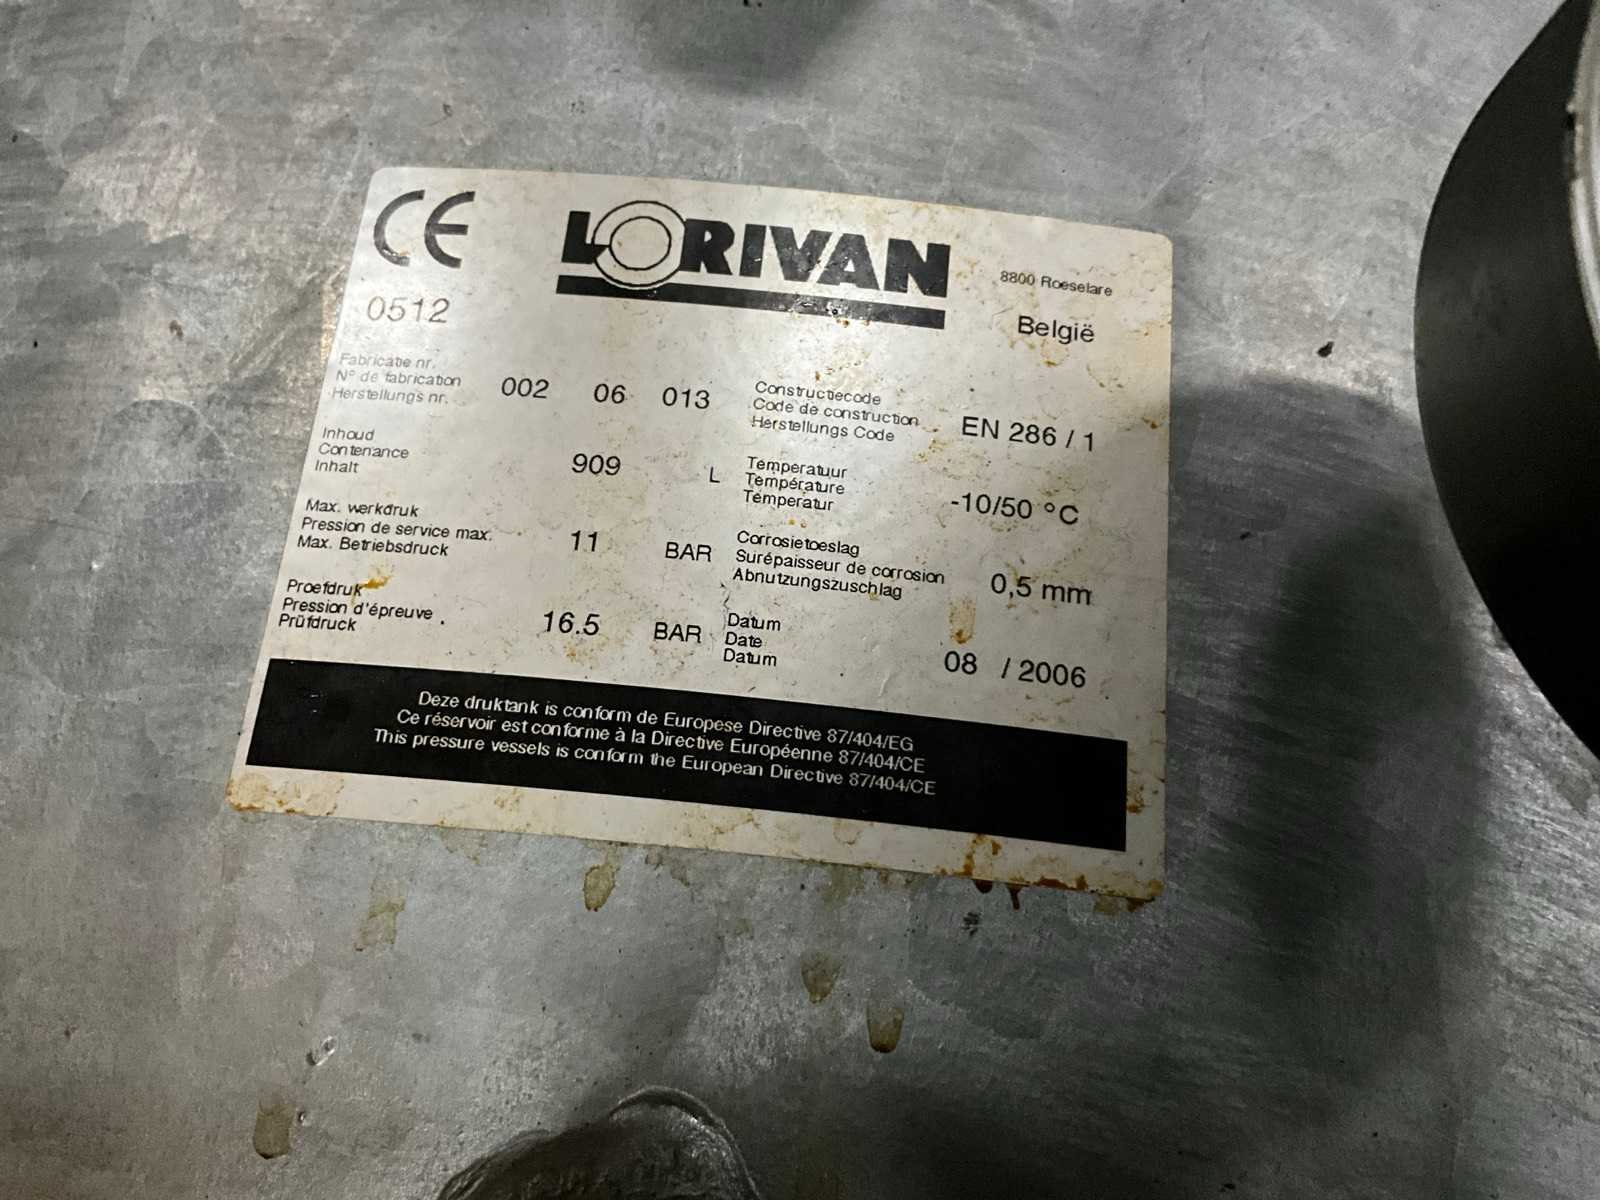 CE
LORIVAN
8800 Roeselare
België
0512
Fabricatie nr.
N° de fabrication
Herstellungs nr.
002 06 013
Constructiecode
Code de construction
Herstellungs Code
EN 286 / 1
Inhoud
Contenance
Inhalt
909 L
Temperatuur
Température
Temperatur
-10/50 °C
Max. werkdruk
Pression de service max.
Max. Betriebsdruck
11 BAR
Corrosietoeslag
Surépaisseur de corrosion
Abnutzungszuschlag
0,5 mm
Proefdruk
Pression d'épreuve
Prüfdruck
16.5 BAR
Datum
Date
Datum
08 / 2006
Deze druktank is conform de Europese Directive 87/404/EG
Ce réservoir est conforme à la Directive Européenne 87/404/CE
This pressure vessels is conform the European Directive 87/404/CE